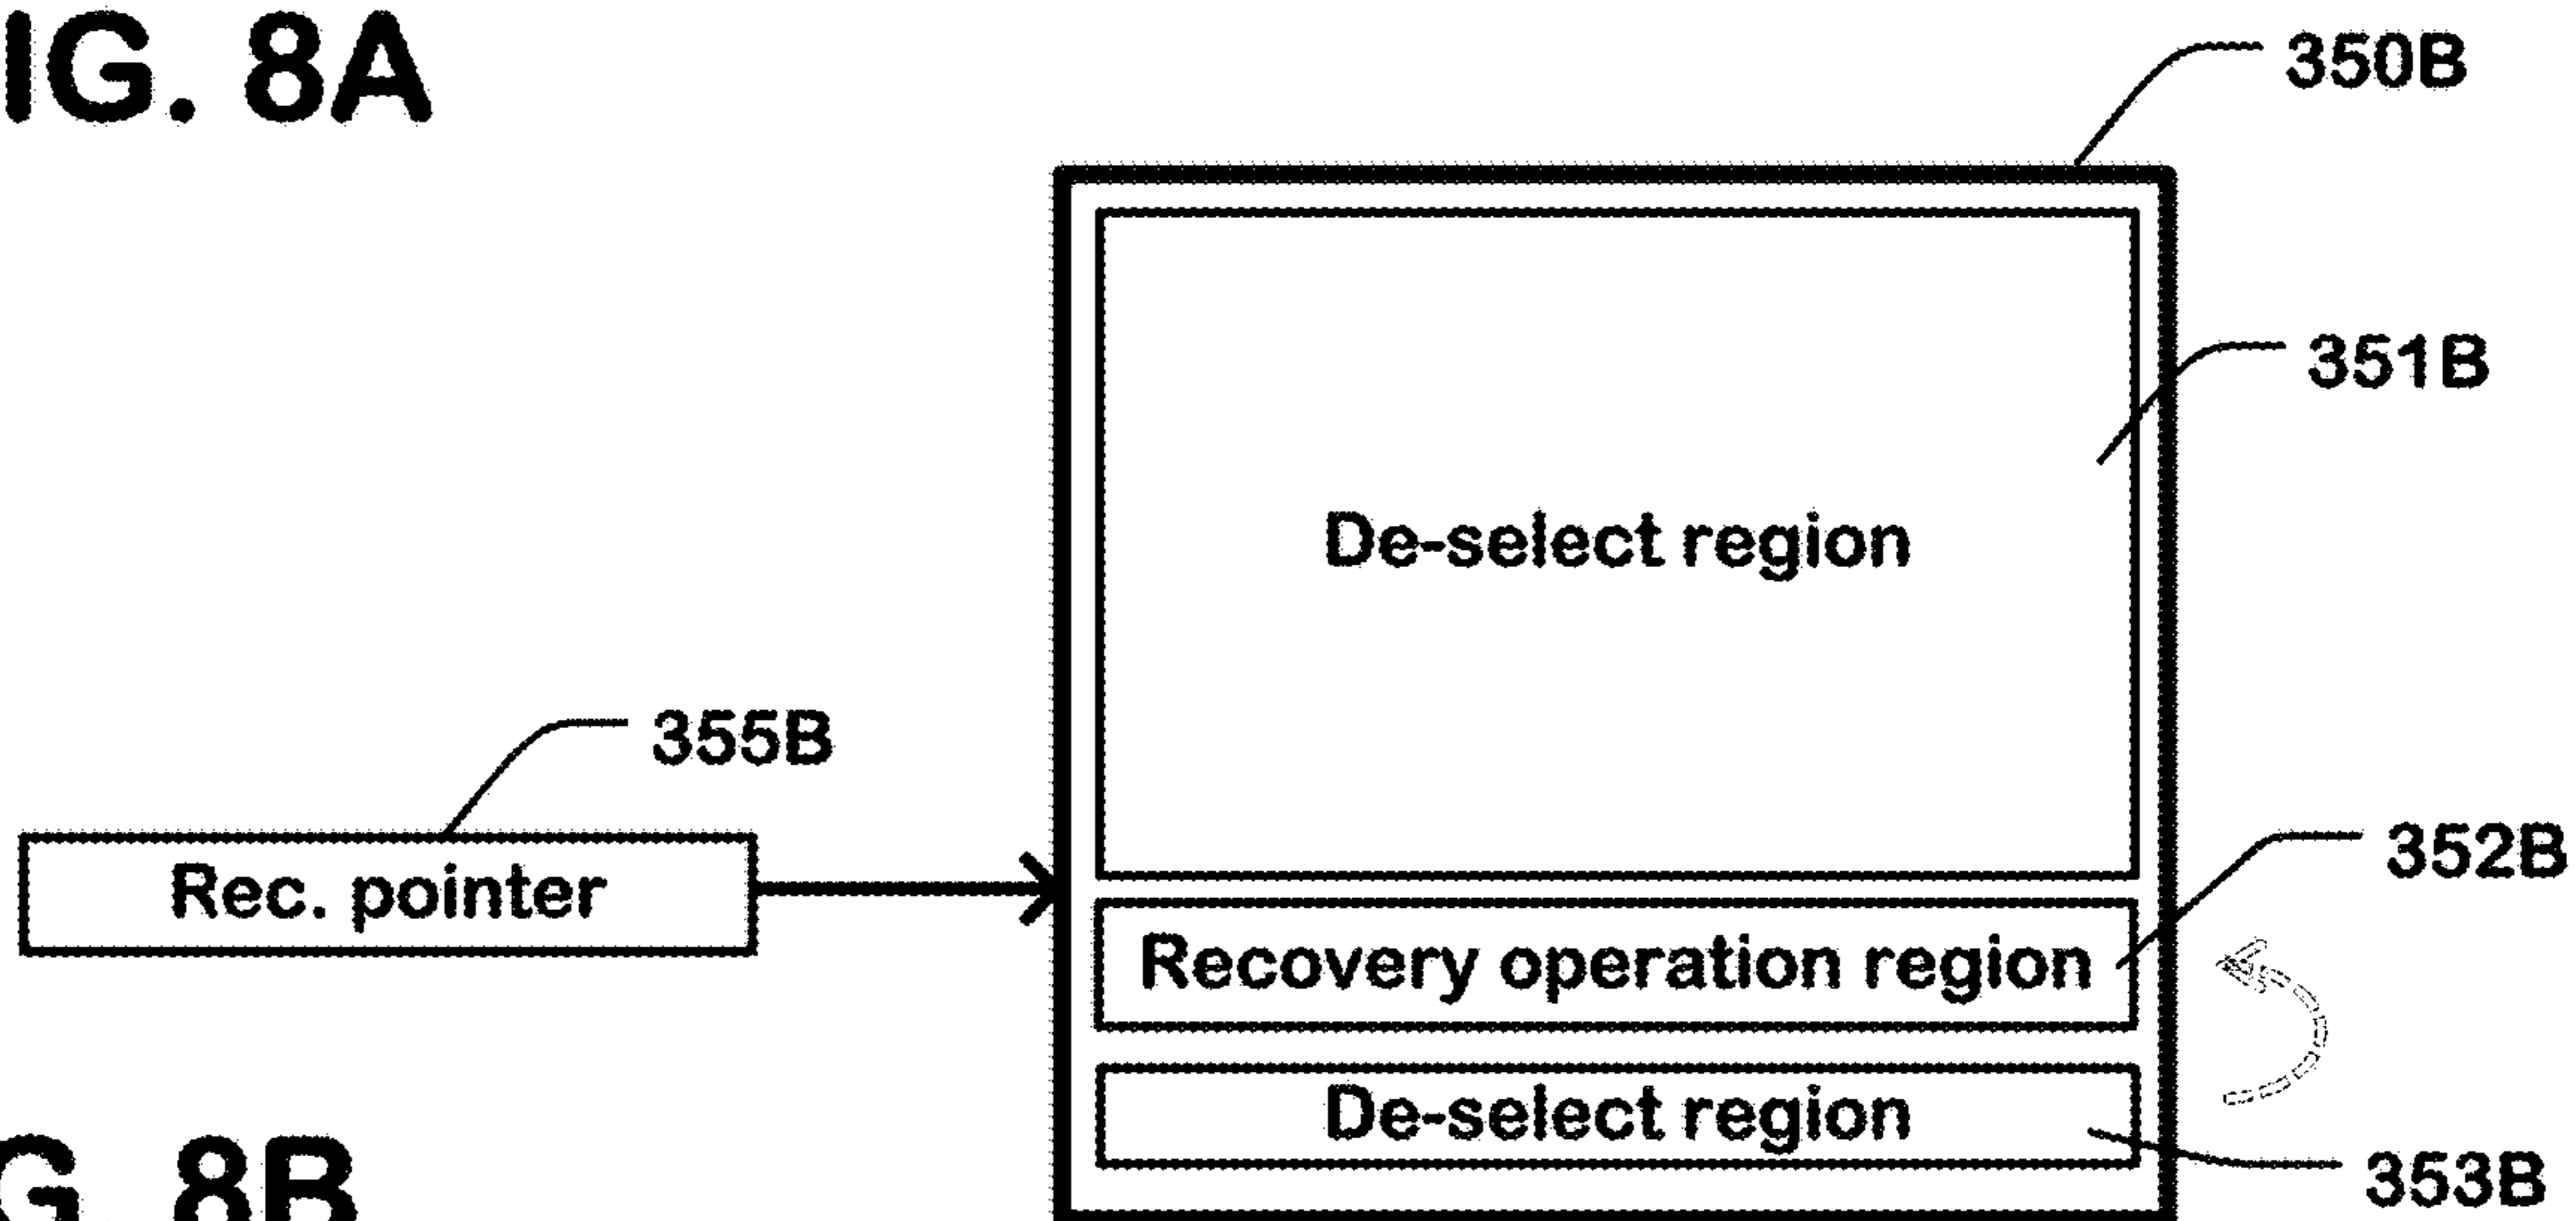 IG. 8A
350B
351B
De-select region
355B
Rec. pointer
352B
Recovery operation region
De-select region
353B
G. 8B